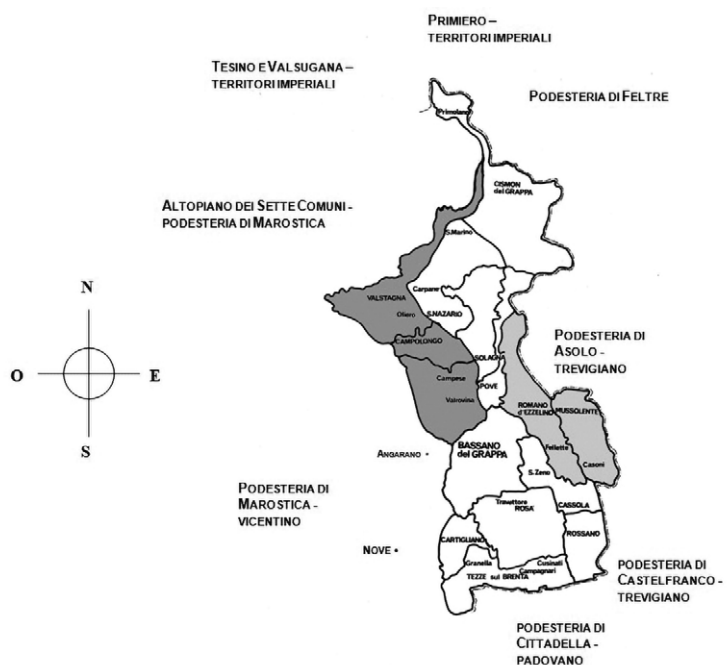 PRIMIERO –
TERRITORI IMPERIALI
TESINO E VALSUGANA –
TERRITORI IMPERIALI
PODESTERIA DI FELTRE
Primolano
CISMON
del GRAPPA
ALTOPIANO DEI SETTE COMUNI -
PODESTERIA DI MAROSTICA
S.Marino
N
O
E
S
Carpane
VALSTAGNA
Oliero
S.NAZARIO
CAMPOLONGO
SOLAGNA
PODESTERIA DI
ASOLO -
TREVIGIANO
Campese
POVE
Valrovina
ROMANO
d'EZZELINO
MUSSOLENTE
Fellette
Casoni
BASSANO
del GRAPPA
ANGARANO
S.Zeno
PODESTERIA DI
MAROSTICA -
VICENTINO
Travettore
ROSA'
CASSOLA
ROSSANO
CARTIGLIANO
NOVE
Granella
Cusinati
Campagnari
TEZZE sul BRENTA
PODESTERIA DI
CASTELFRANCO -
TREVIGIANO
PODESTERIA DI
CITTADELLA -
PADOVANO